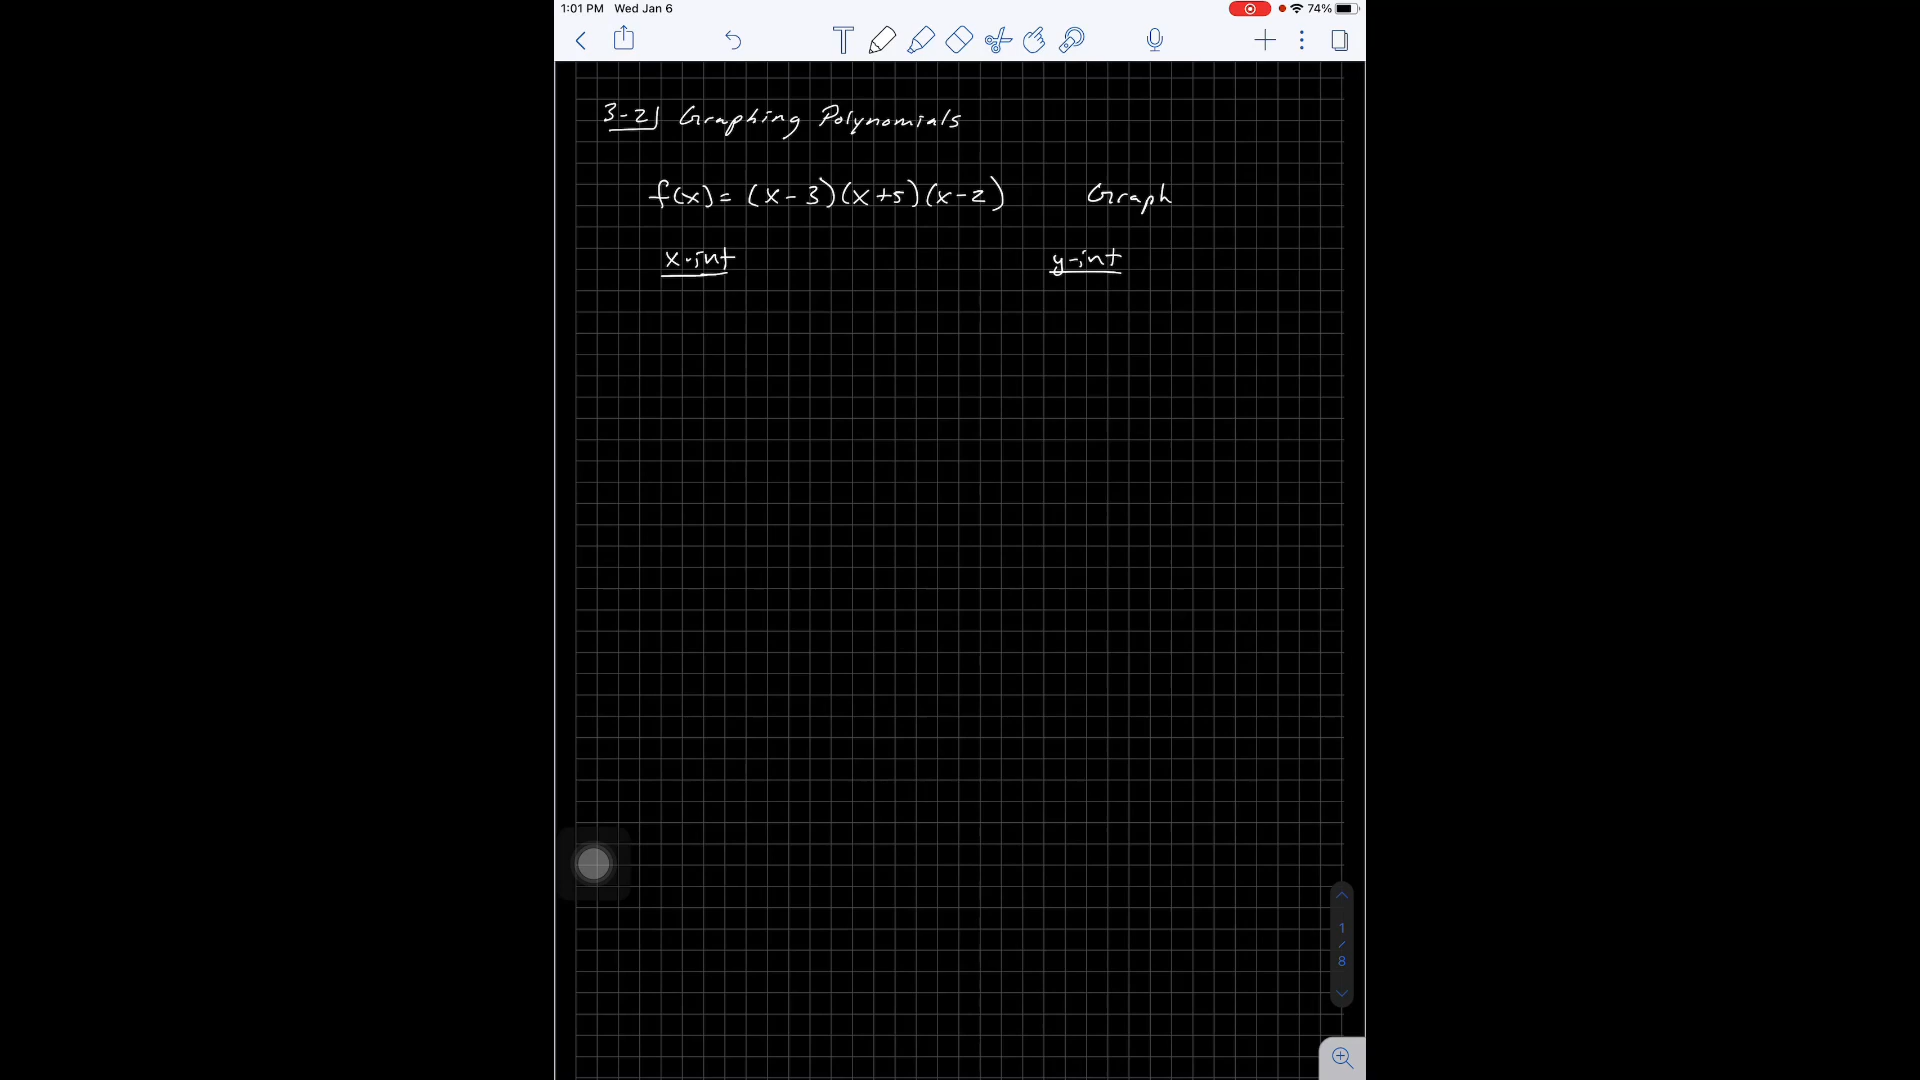 1:01 PM Wed Jan 6 74%
3-2 Graphing Polynomials
f(x) = (x-3)(x+5)(x-2) Graph
x-int y-int
1
/
8